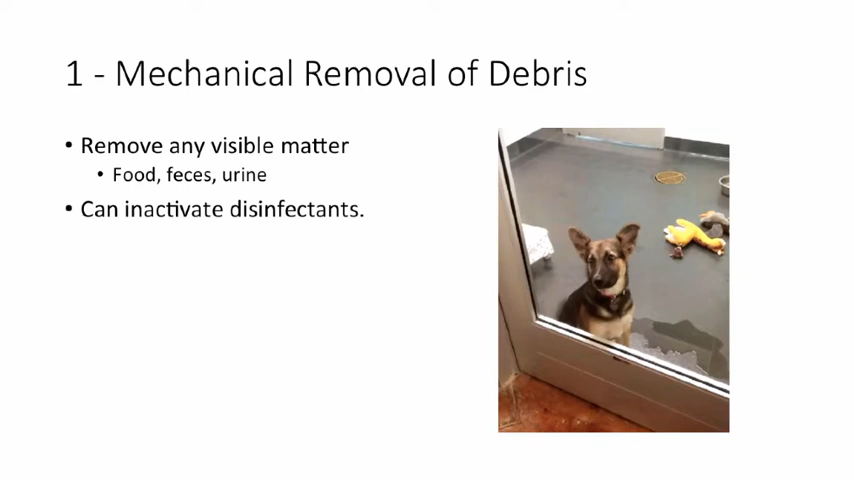 1 - Mechanical Removal of Debris
• Remove any visible matter
• Food, feces, urine
• Can inactivate disinfectants.